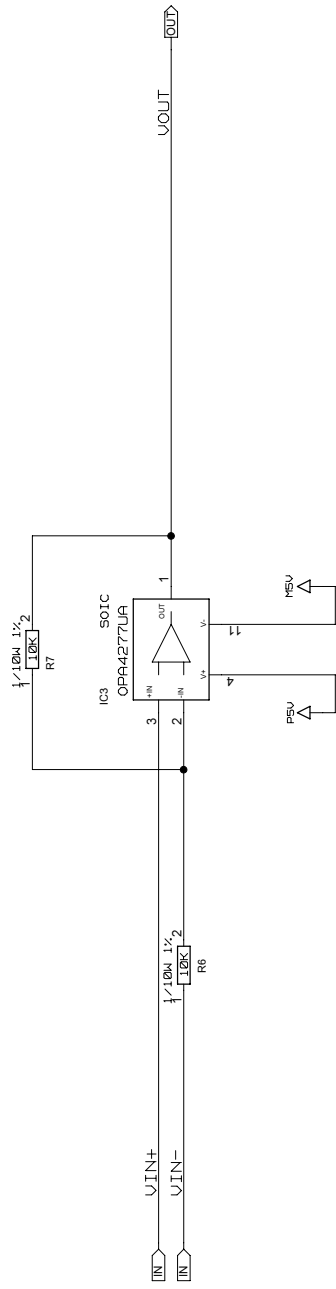 OUT
VOUT
1/10W 1%
1 10K 2
R7
IC3 SOIC
OPA4277UA
3 +IN OUT 1
2 -IN
V+ V-
4 11
P5V M5V
1/10W 1%
1 10K 2
R6
VIN+
IN
VIN-
IN